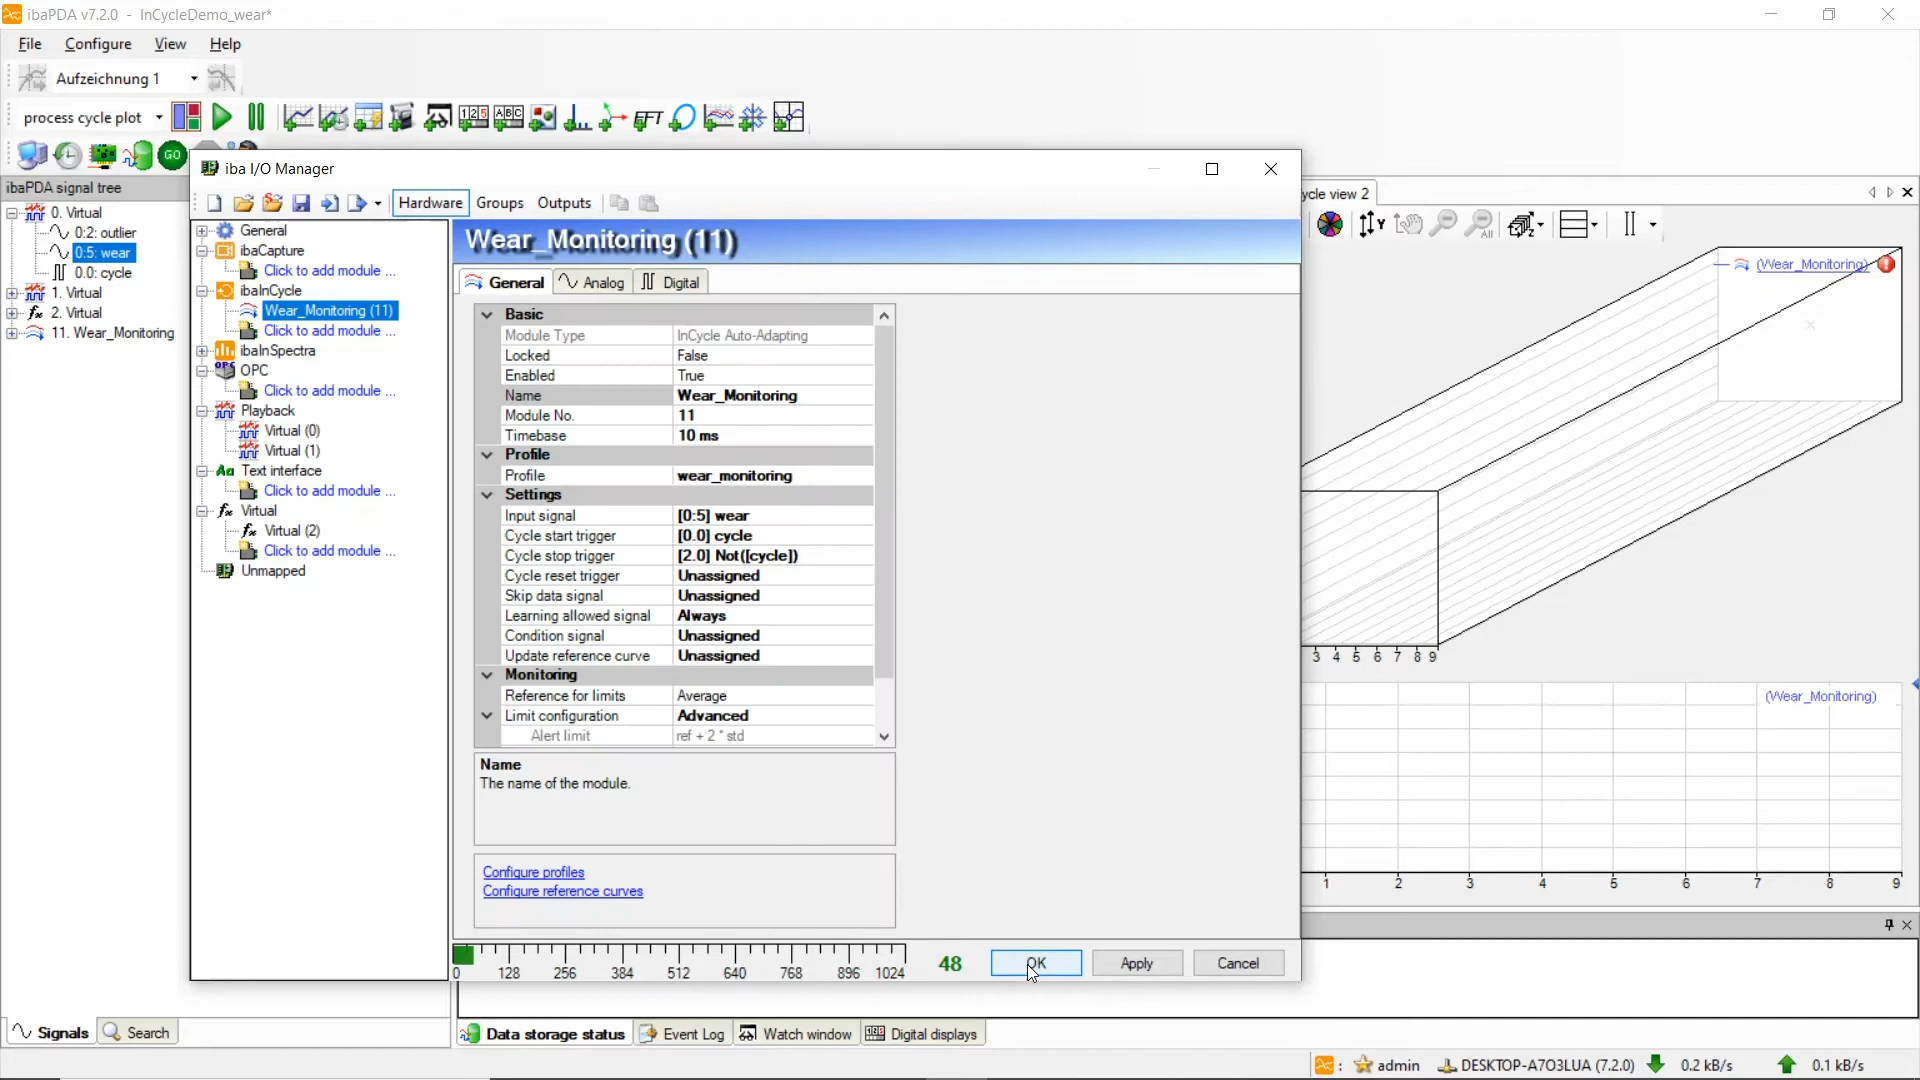 ibaPDA v7.2.0 - InCycleDemo_wear*
File Configure View Help
Aufzeichnung 1
process cycle plot
125 ABC FFT
GO
iba I/O Manager
ibaPDA signal tree
0. Virtual
0:2: outlier
0:5: wear
0.0: cycle
1. Virtual
fx 2. Virtual
11. Wear_Monitoring
Hardware Groups Outputs
General
ibaCapture
Click to add module ...
ibaInCycle
Wear_Monitoring (11)
Click to add module ...
ibaInSpectra
OPC OPC
Click to add module ...
Playback
Virtual (0)
Virtual (1)
Aa Text interface
Click to add module ...
fx Virtual
fx Virtual (2)
Click to add module ...
Unmapped
Wear_Monitoring (11)
General Analog Digital
Basic
Module Type InCycle Auto-Adapting
Locked False
Enabled True
Name Wear_Monitoring
Module No. 11
Timebase 10 ms
Profile
Profile wear_monitoring
Settings
Input signal [0:5] wear
Cycle start trigger [0.0] cycle
Cycle stop trigger [2.0] Not([cycle])
Cycle reset trigger Unassigned
Skip data signal Unassigned
Learning allowed signal Always
Condition signal Unassigned
Update reference curve Unassigned
Monitoring
Reference for limits Average
Limit configuration Advanced
Alert limit ref + 2 * std
Name
The name of the module.
Configure profiles
Configure reference curves
0 128 256 384 512 640 768 896 1024
48
OK Apply Cancel
ycle view 2
Y All
(Wear_Monitoring)
3 4 5 6 7 8 9
(Wear_Monitoring)
1 2 3 4 5 6 7 8 9
Signals Search
Data storage status Event Log Watch window Digital displays
: admin DESKTOP-A7O3LUA (7.2.0) 0.2 kB/s 0.1 kB/s